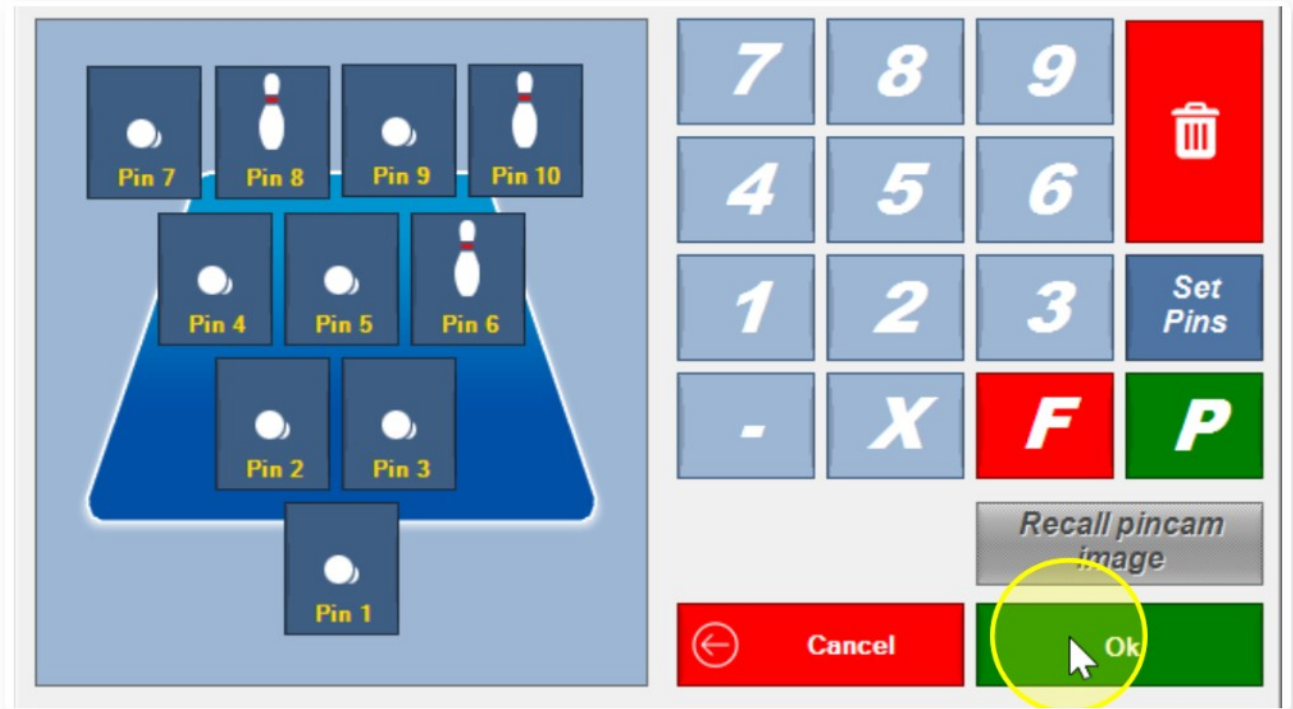 Pin 7
Pin 8
Pin 9
Pin 10
Pin 4
Pin 5
Pin 6
Pin 2
Pin 3
Pin 1
7
8
9
4
5
6
1
2
3
Set
Pins
-
X
F
P
Recall pincam
image
Cancel
Ok